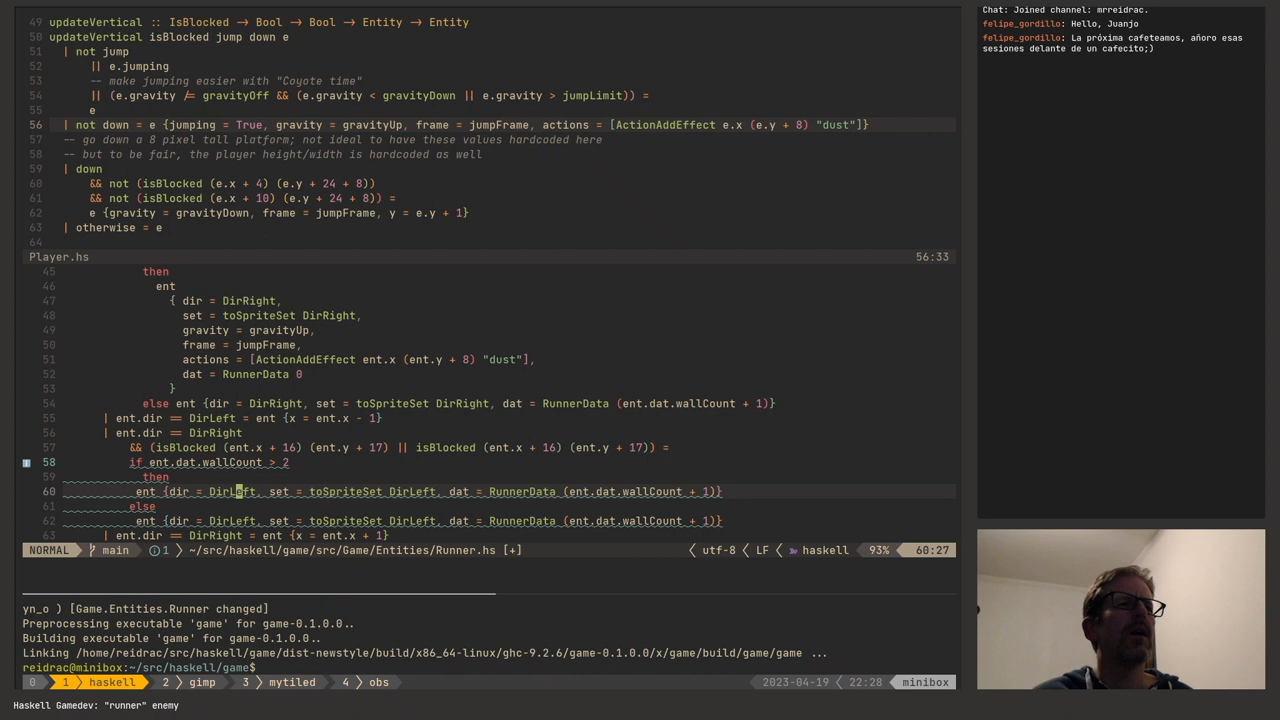 49 updateVertical :: IsBlocked → Bool → Bool → Entity → Entity
50 updateVertical isBlocked jump down e
51 | not jump
52 || e.jumping
53 -- make jumping easier with "Coyote time"
54 || (e.gravity /= gravityOff && (e.gravity < gravityDown || e.gravity > jumpLimit)) =
55 e
56 | not down = e {jumping = True, gravity = gravityUp, frame = jumpFrame, actions = [ActionAddEffect e.x (e.y + 8) "dust"]}
57 -- go down a 8 pixel tall platform; not ideal to have these values hardcoded here
58 -- but to be fair, the player height/width is hardcoded as well
59 | down
60 && not (isBlocked (e.x + 4) (e.y + 24 + 8))
61 && not (isBlocked (e.x + 10) (e.y + 24 + 8)) =
62 e {gravity = gravityDown, frame = jumpFrame, y = e.y + 1}
63 | otherwise = e
64
Player.hs 56:33
45 then
46 ent
47 { dir = DirRight,
48 set = toSpriteSet DirRight,
49 gravity = gravityUp,
50 frame = jumpFrame,
51 actions = [ActionAddEffect ent.x (ent.y + 8) "dust"],
52 dat = RunnerData 0
53 }
54 else ent {dir = DirRight, set = toSpriteSet DirRight, dat = RunnerData (ent.dat.wallCount + 1)}
55 | ent.dir == DirLeft = ent {x = ent.x - 1}
56 | ent.dir == DirRight
57 && (isBlocked (ent.x + 16) (ent.y + 17) || isBlocked (ent.x + 16) (ent.y + 17)) =
58 if ent.dat.wallCount > 2
59 then
60 ent {dir = DirLeft, set = toSpriteSet DirLeft, dat = RunnerData (ent.dat.wallCount + 1)}
61 else
62 ent {dir = DirLeft, set = toSpriteSet DirLeft, dat = RunnerData (ent.dat.wallCount + 1)}
63 | ent.dir == DirRight = ent {x = ent.x + 1}
NORMAL main 1 ~/src/haskell/game/src/Game/Entities/Runner.hs [+] utf-8 LF haskell 93% 60:27
yn_o ) [Game.Entities.Runner changed]
Preprocessing executable 'game' for game-0.1.0.0..
Building executable 'game' for game-0.1.0.0..
Linking /home/reidrac/src/haskell/game/dist-newstyle/build/x86_64-linux/ghc-9.2.6/game-0.1.0.0/x/game/build/game/game ...
reidrac@minibox:~/src/haskell/game$
0 1 haskell 2 gimp 3 mytiled 4 obs 2023-04-19 22:28 minibox
Haskell Gamedev: "runner" enemy
Chat: Joined channel: mrreidrac.
felipe_gordillo: Hello, Juanjo
felipe_gordillo: La próxima cafeteamos, añoro esas
sesiones delante de un cafecito;)